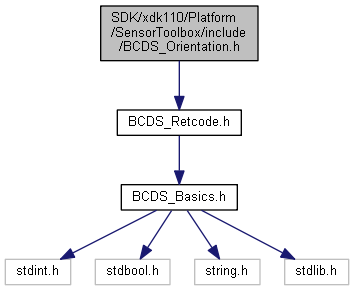 SDK/xdk110/Platform
/SensorToolbox/include
/BCDS_Orientation.h
BCDS_Retcode.h
BCDS_Basics.h
stdint.h
stdbool.h
string.h
stdlib.h